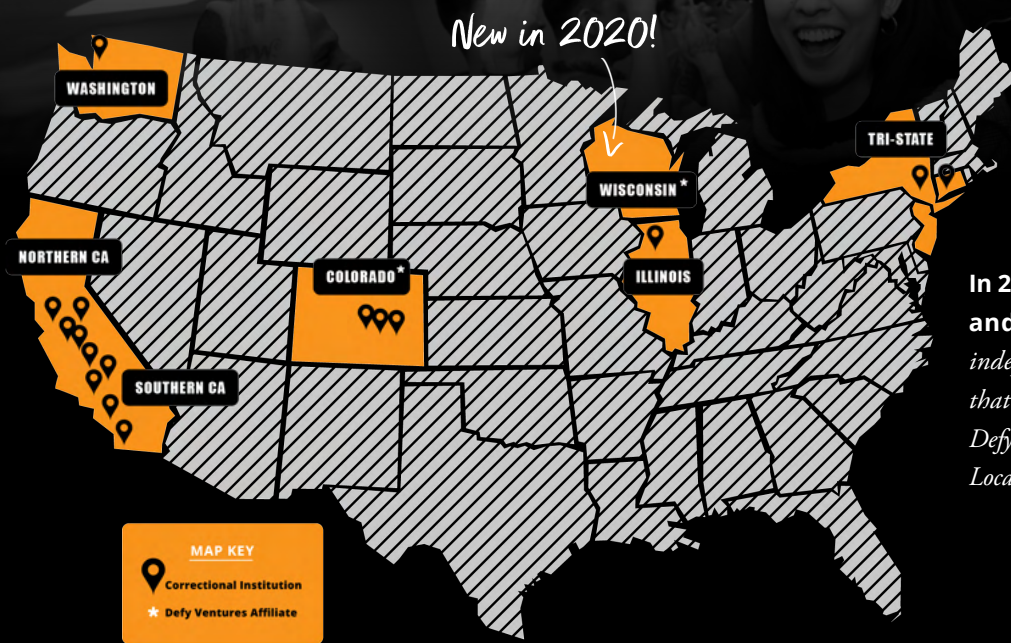 New in 2020!
WASHINGTON
TRI-STATE
WISCONSIN*
NORTHERN CA
COLORADO*
ILLINOIS
In 2
and
inde
that
Defy
Loca
SOUTHERN CA
MAP KEY
Correctional Institution
* Defy Ventures Affiliate